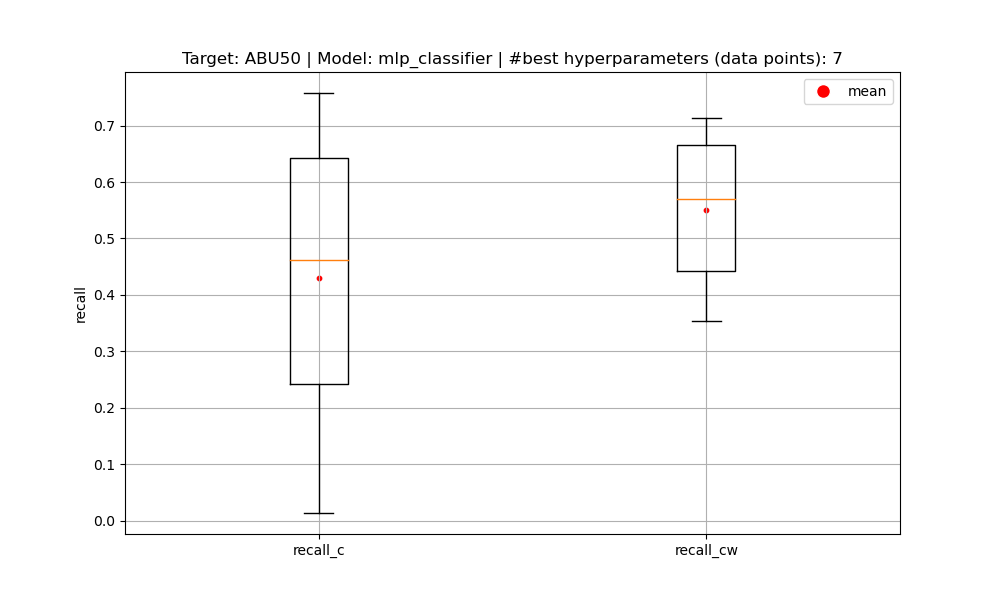 Target: ABU50 | Model: mlp_classifier | #best hyperparameters (data points): 7
mean
0.7
0.6
0.5
0.4
0.3
0.2
0.1
0.0
recall
recall_c
recall_cw